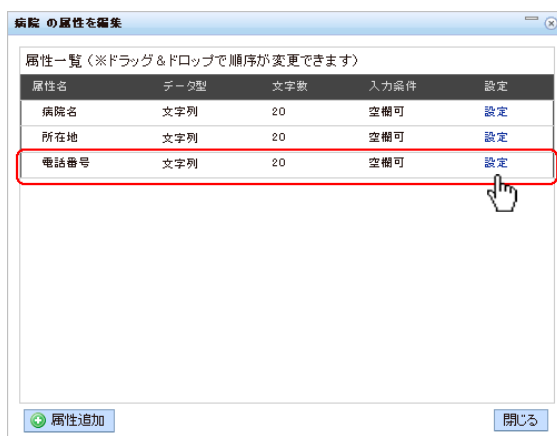 病院 の属性を編集
属性一覧(※ドラッグ&ドロップで順序が変更できます)
属性名 データ型 文字数 入力条件 設定
病院名 文字列 20 空欄可 設定
所在地 文字列 20 空欄可 設定
電話番号 文字列 20 空欄可 設定
属性追加 閉じる